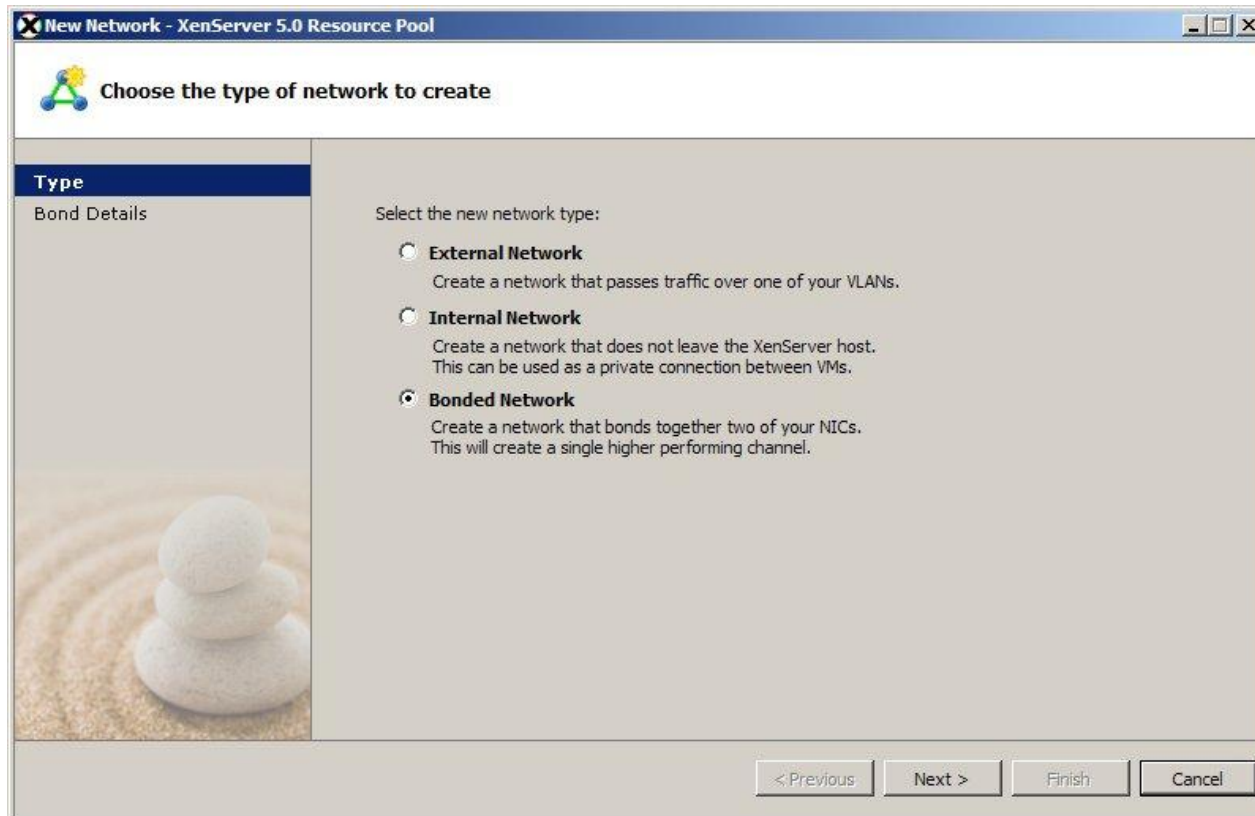 New Network - XenServer 5.0 Resource Pool
Choose the type of network to create
Type
Bond Details
Select the new network type:
External Network
Create a network that passes traffic over one of your VLANs.
Internal Network
Create a network that does not leave the XenServer host.
This can be used as a private connection between VMs.
Bonded Network
Create a network that bonds together two of your NICs.
This will create a single higher performing channel.
< Previous
Next >
Finish
Cancel